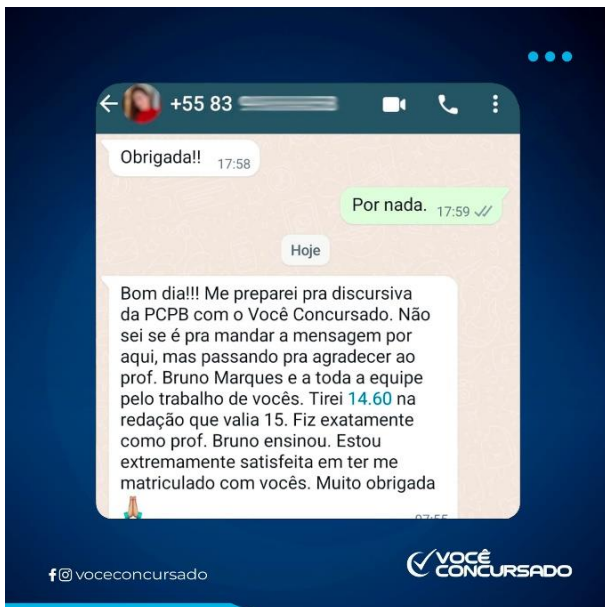 +55 83
Obrigada!! 17:58
Por nada. 17:59
Hoje
Bom dia!!! Me preparei pra discursiva
da PCPB com o Você Concursado. Não
sei se é pra mandar a mensagem por
aqui, mas passando pra agradecer ao
prof. Bruno Marques e a toda a equipe
pelo trabalho de vocês. Tirei 14.60 na
redação que valia 15. Fiz exatamente
como prof. Bruno ensinou. Estou
extremamente satisfeita em ter me
matriculado com vocês. Muito obrigada
voceconcursado
VOCÊ
CONCURSADO